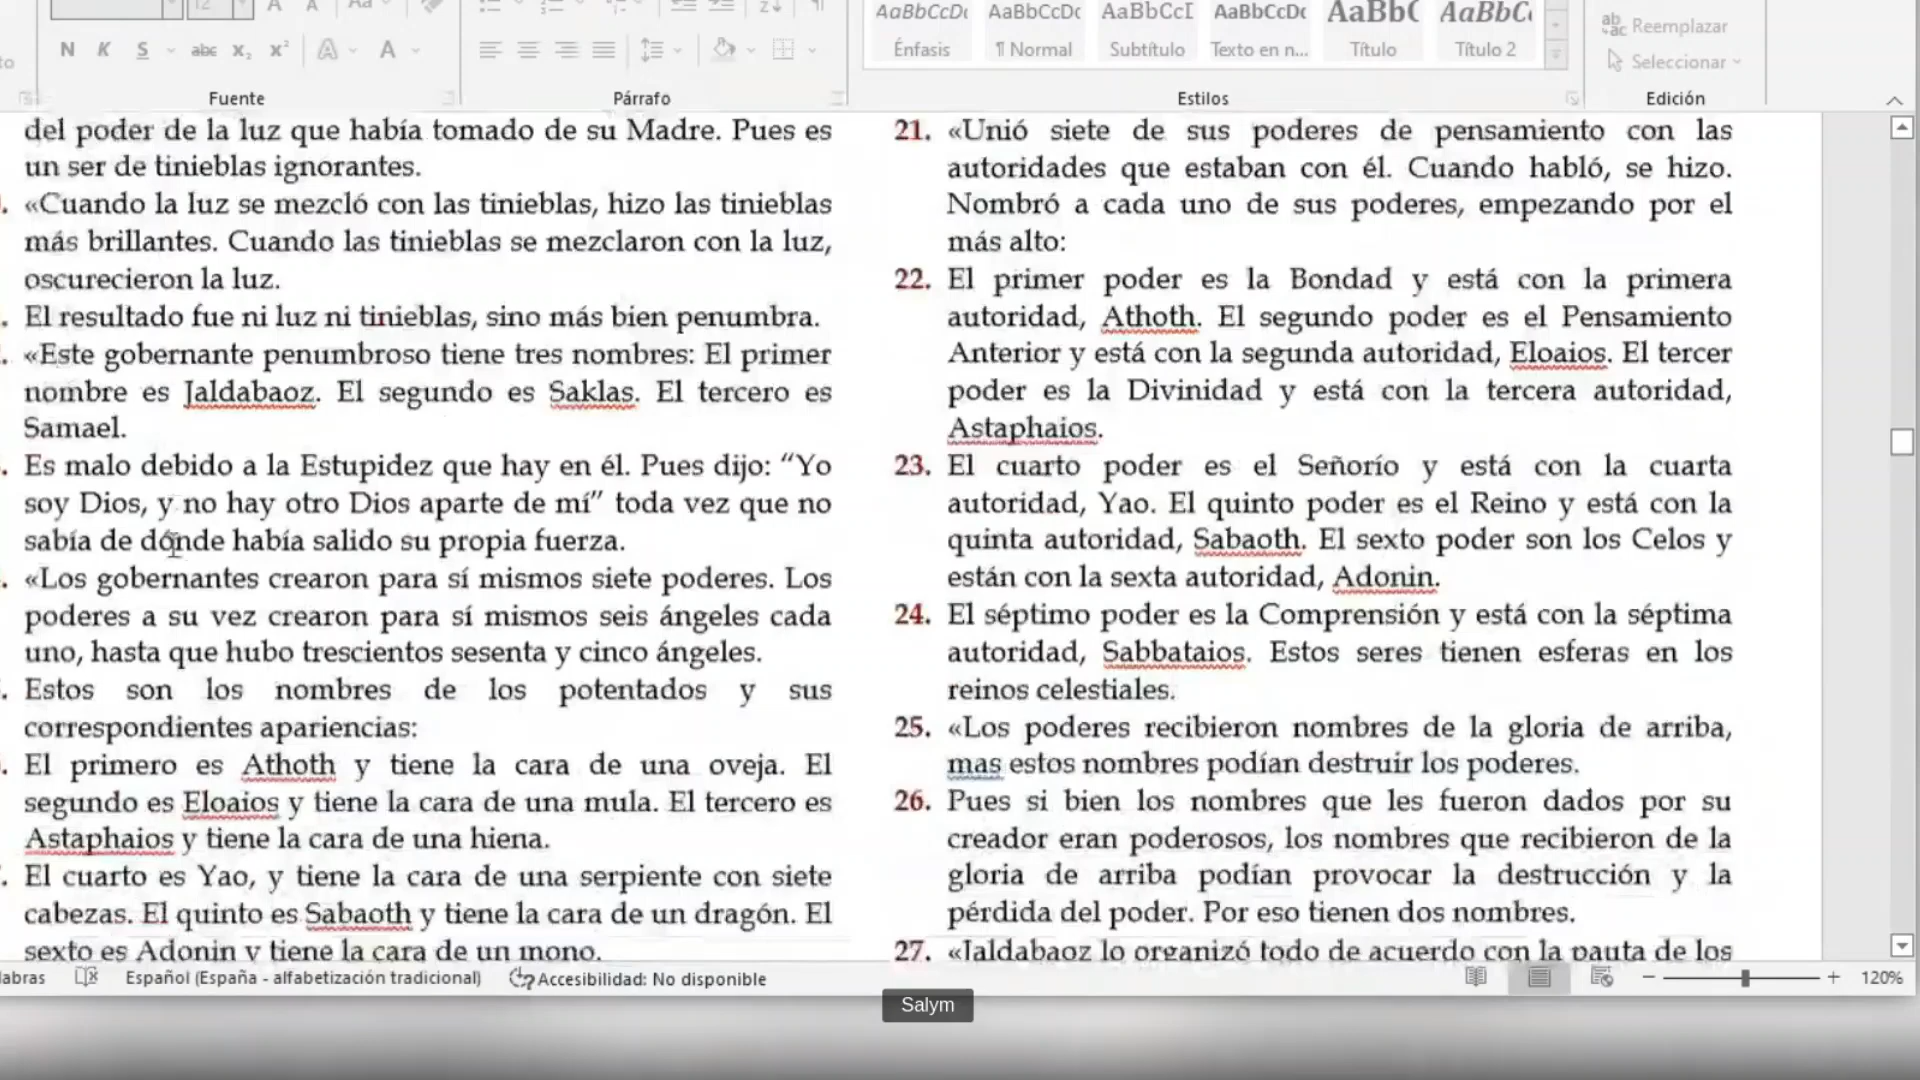 N K S abc x₂ x² A A
Fuente
Párrafo
AaBbCcDc AaBbCcDc AaBbCcI AaBbCcDc AaBbC AaBbC
Énfasis ¶ Normal Subtítulo Texto en n... Título Título 2
Estilos
Reemplazar
Seleccionar
Edición
del poder de la luz que había tomado de su Madre. Pues es
un ser de tinieblas ignorantes.
«Cuando la luz se mezcló con las tinieblas, hizo las tinieblas
más brillantes. Cuando las tinieblas se mezclaron con la luz,
oscurecieron la luz.
El resultado fue ni luz ni tinieblas, sino más bien penumbra.
«Este gobernante penumbroso tiene tres nombres: El primer
nombre es Jaldabaoz. El segundo es Saklas. El tercero es
Samael.
Es malo debido a la Estupidez que hay en él. Pues dijo: “Yo
soy Dios, y no hay otro Dios aparte de mí” toda vez que no
sabía de dónde había salido su propia fuerza.
«Los gobernantes crearon para sí mismos siete poderes. Los
poderes a su vez crearon para sí mismos seis ángeles cada
uno, hasta que hubo trescientos sesenta y cinco ángeles.
Estos son los nombres de los potentados y sus
correspondientes apariencias:
El primero es Athoth y tiene la cara de una oveja. El
segundo es Eloaios y tiene la cara de una mula. El tercero es
Astaphaios y tiene la cara de una hiena.
El cuarto es Yao, y tiene la cara de una serpiente con siete
cabezas. El quinto es Sabaoth y tiene la cara de un dragón. El
sexto es Adonin y tiene la cara de un mono.
21. «Unió siete de sus poderes de pensamiento con las
autoridades que estaban con él. Cuando habló, se hizo.
Nombró a cada uno de sus poderes, empezando por el
más alto:
22. El primer poder es la Bondad y está con la primera
autoridad, Athoth. El segundo poder es el Pensamiento
Anterior y está con la segunda autoridad, Eloaios. El tercer
poder es la Divinidad y está con la tercera autoridad,
Astaphaios.
23. El cuarto poder es el Señorío y está con la cuarta
autoridad, Yao. El quinto poder es el Reino y está con la
quinta autoridad, Sabaoth. El sexto poder son los Celos y
están con la sexta autoridad, Adonin.
24. El séptimo poder es la Comprensión y está con la séptima
autoridad, Sabbataios. Estos seres tienen esferas en los
reinos celestiales.
25. «Los poderes recibieron nombres de la gloria de arriba,
mas estos nombres podían destruir los poderes.
26. Pues si bien los nombres que les fueron dados por su
creador eran poderosos, los nombres que recibieron de la
gloria de arriba podían provocar la destrucción y la
pérdida del poder. Por eso tienen dos nombres.
27. «Jaldabaoz lo organizó todo de acuerdo con la pauta de los
labras Español (España - alfabetización tradicional) Accesibilidad: No disponible
120%
Salym